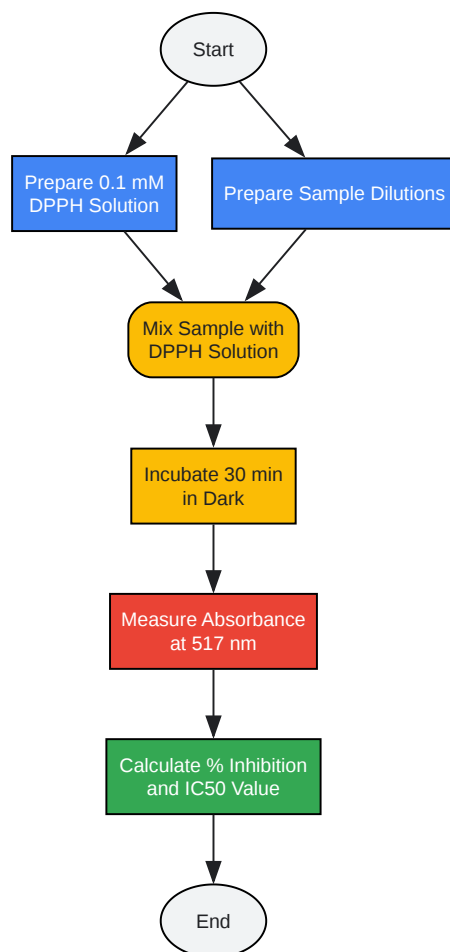 Start
Prepare 0.1 mM
DPPH Solution
Prepare Sample Dilutions
Mix Sample with
DPPH Solution
Incubate 30 min
in Dark
Measure Absorbance
at 517 nm
Calculate % Inhibition
and IC50 Value
End